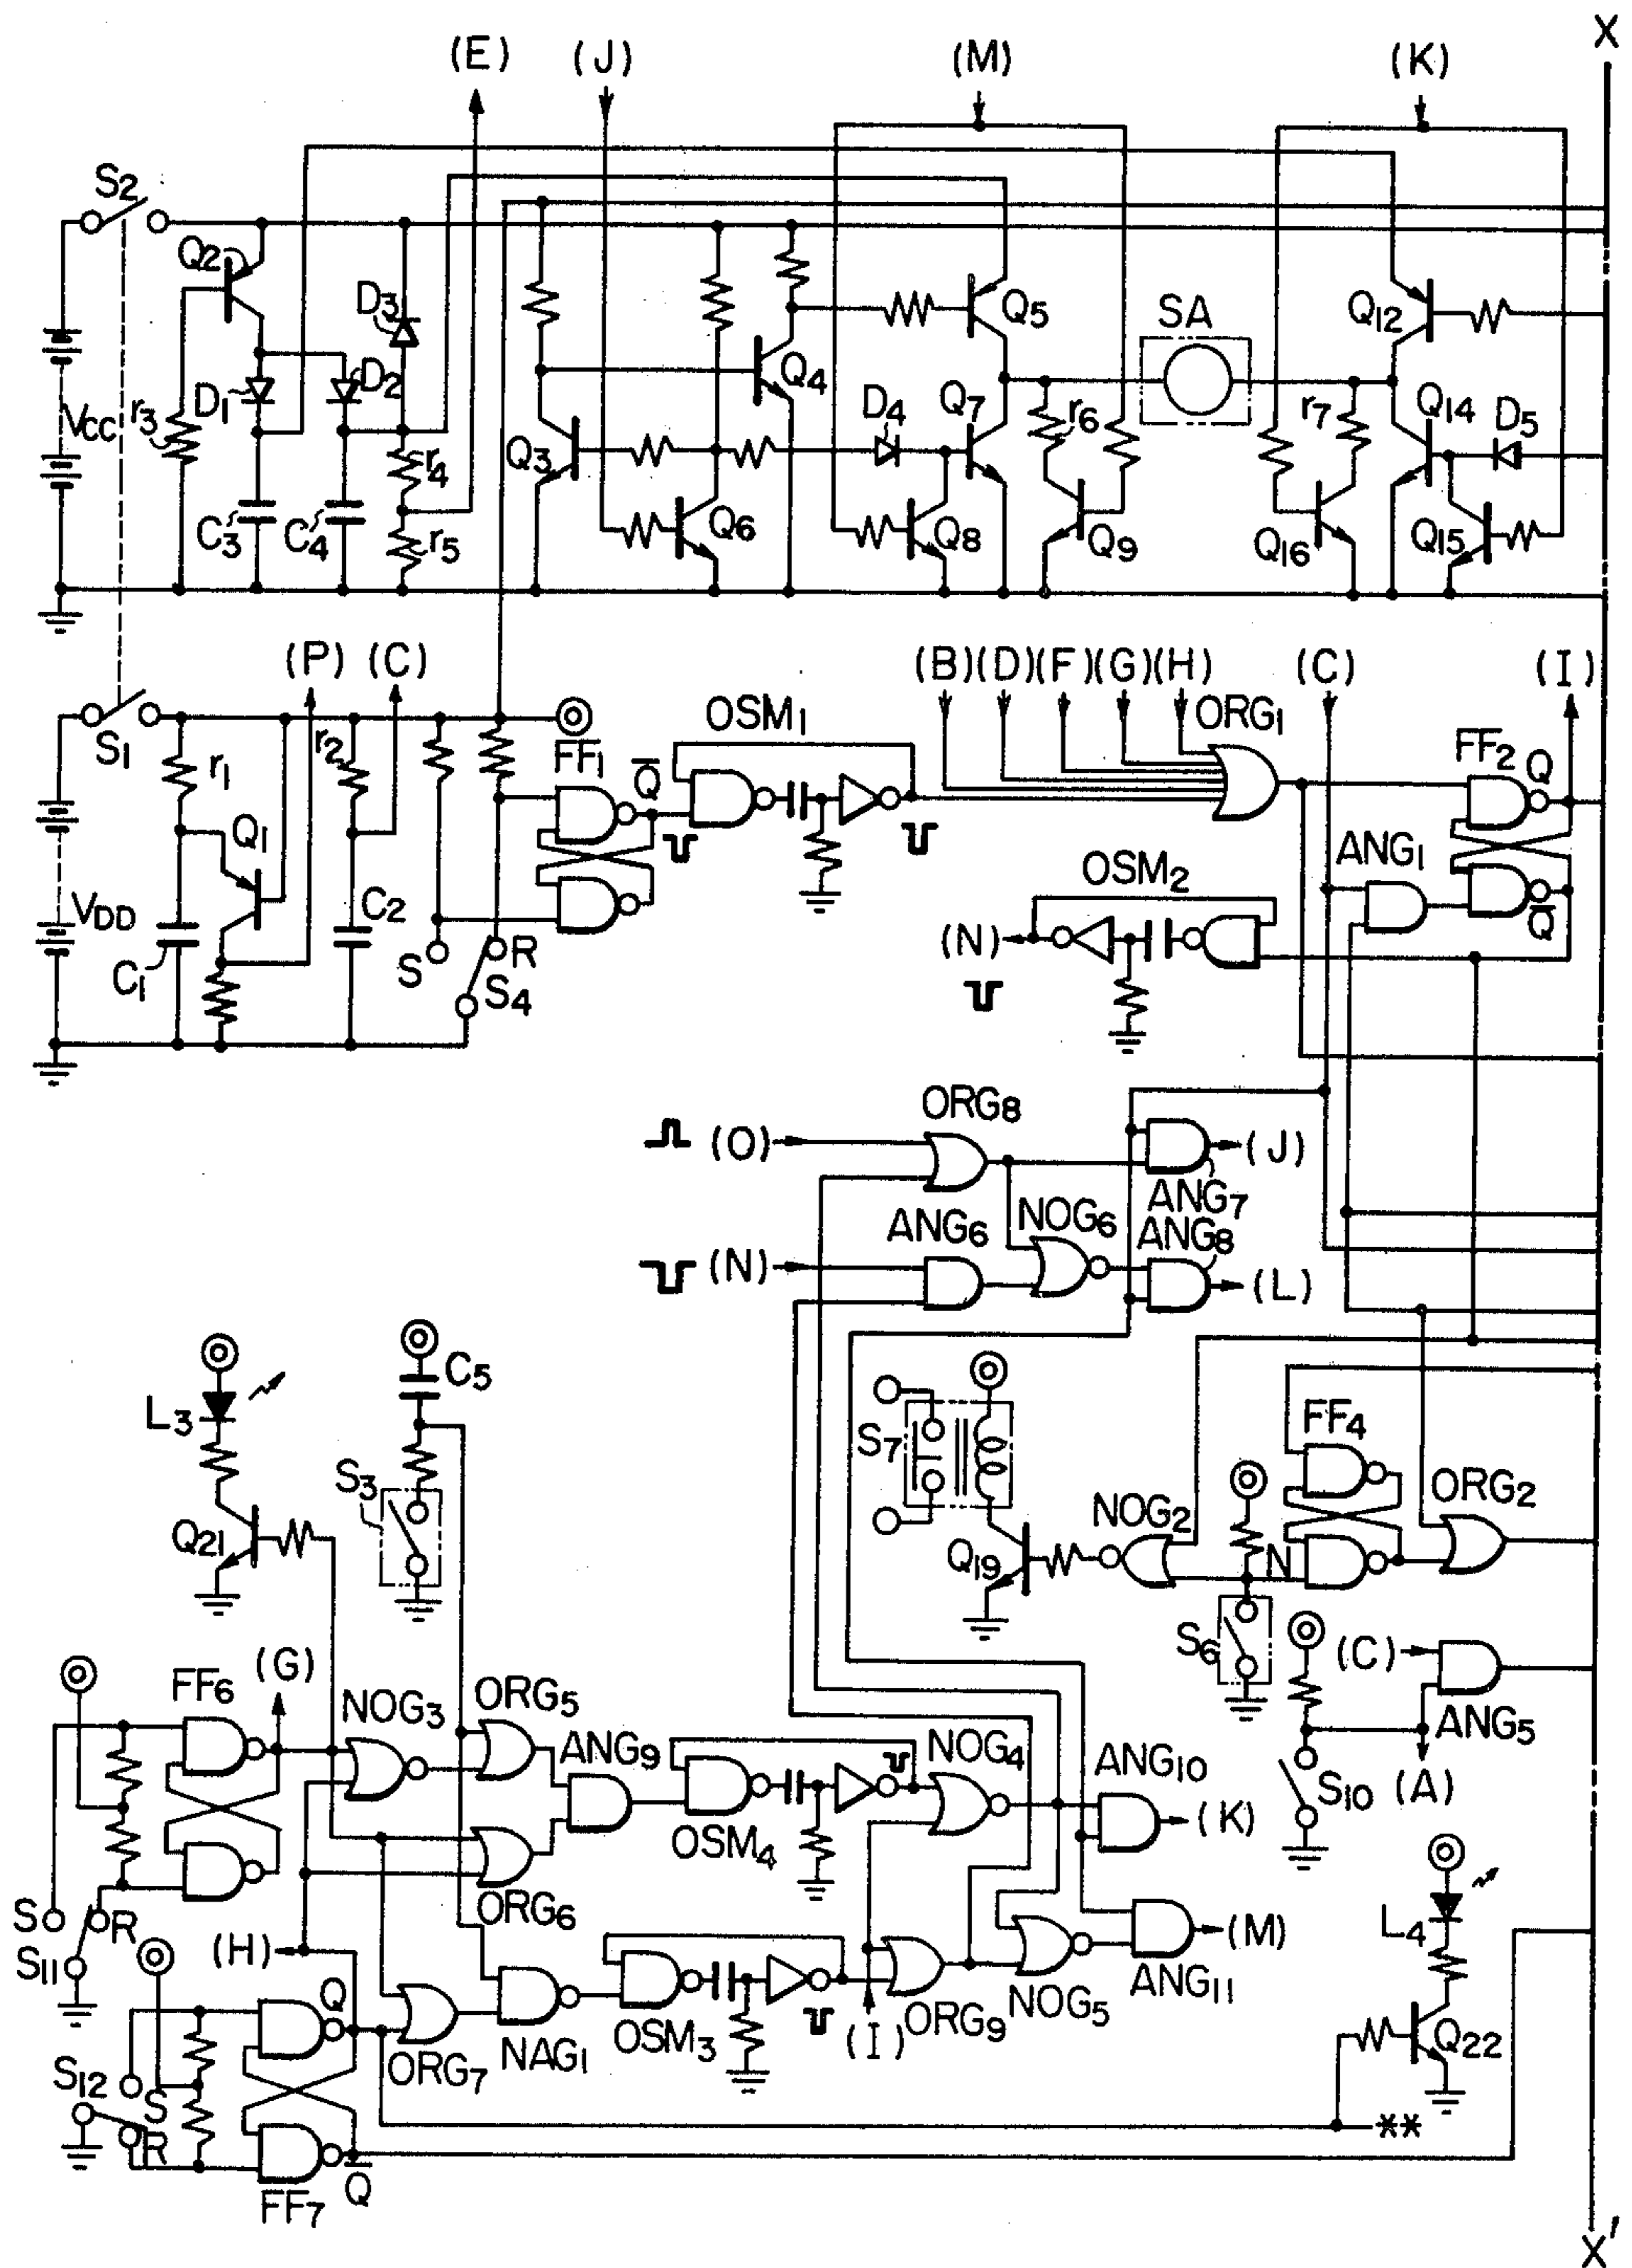 X
(E) (J) (M) (K)
S2
Q2
D3
Q5
Q12
SA
D2
D1
Q4
VCC r3
D4 Q7 r6
r7 Q14 D5
Q3
r4
C3 C4 r5
Q6
Q8 Q9
Q16 Q15
(P) (C)
(B) (D) (F) (G) (H) (C) (I)
OSM1 ORG1
S1 r1 r2
FF1 Q̅
FF2 Q
Q1
ANG1
OSM2
VDD C2
C1
S R
S4
(N)
Q̅
ORG8
(O) (J)
ANG7
ANG6 NOG6 ANG8
(N) (L)
L3 C5
S7
FF4
S3
ORG2
NOG2
Q21
Q19
N
S6
(C)
(G)
FF6 NOG3 ORG5
ANG5
ANG9
NOG4 ANG10
S10 (A)
(K)
OSM4
ORG6
S R
S11
(H)
L4
(M)
ANG11
Q
OSM3
(I) ORG9 NOG5
NAG1
ORG7
Q22
S12 S
R
**
Q̅
FF7
X'